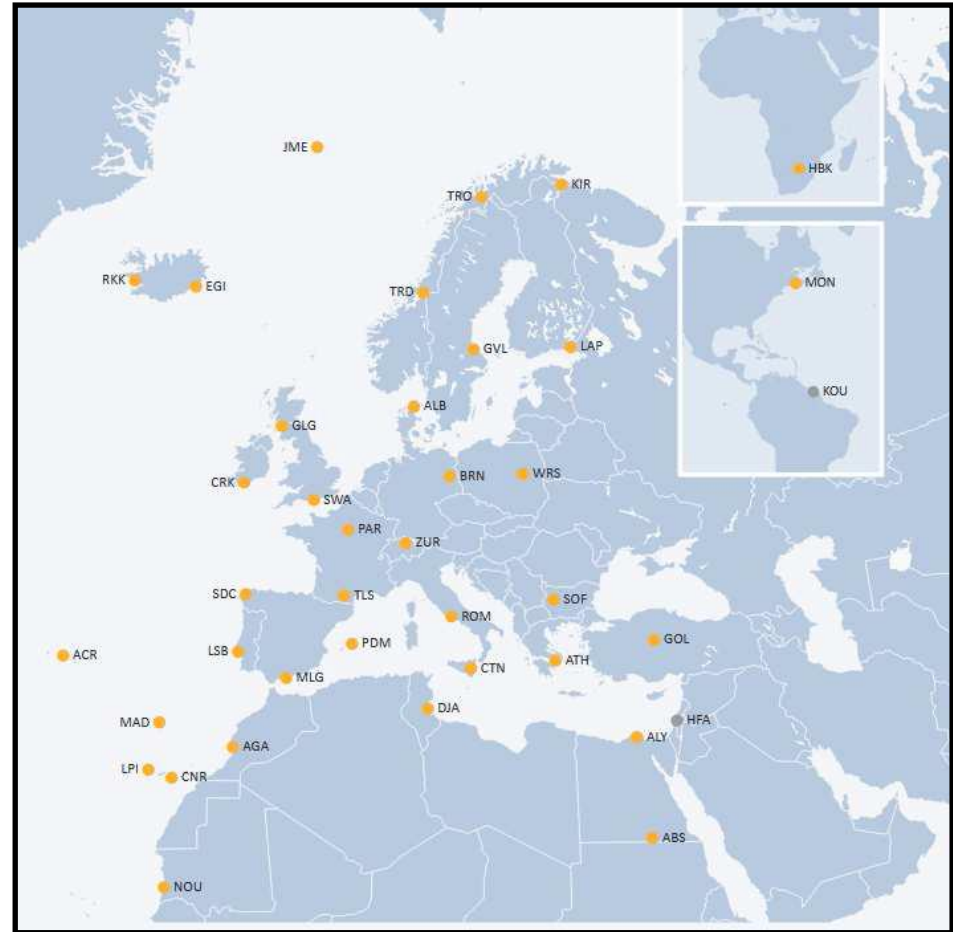 JME
HBK
KIR
TRO
RKK
EGI
MON
TRD
GVL
LAP
KOU
ALB
GLG
BRN
WRS
CRK
SWA
PAR
ZUR
SDC
TLS
SOF
ROM
GOL
PDM
LSB
ACR
ATH
CTN
MLG
DJA
HFA
MAD
ALY
AGA
LPI
CNR
ABS
NOU